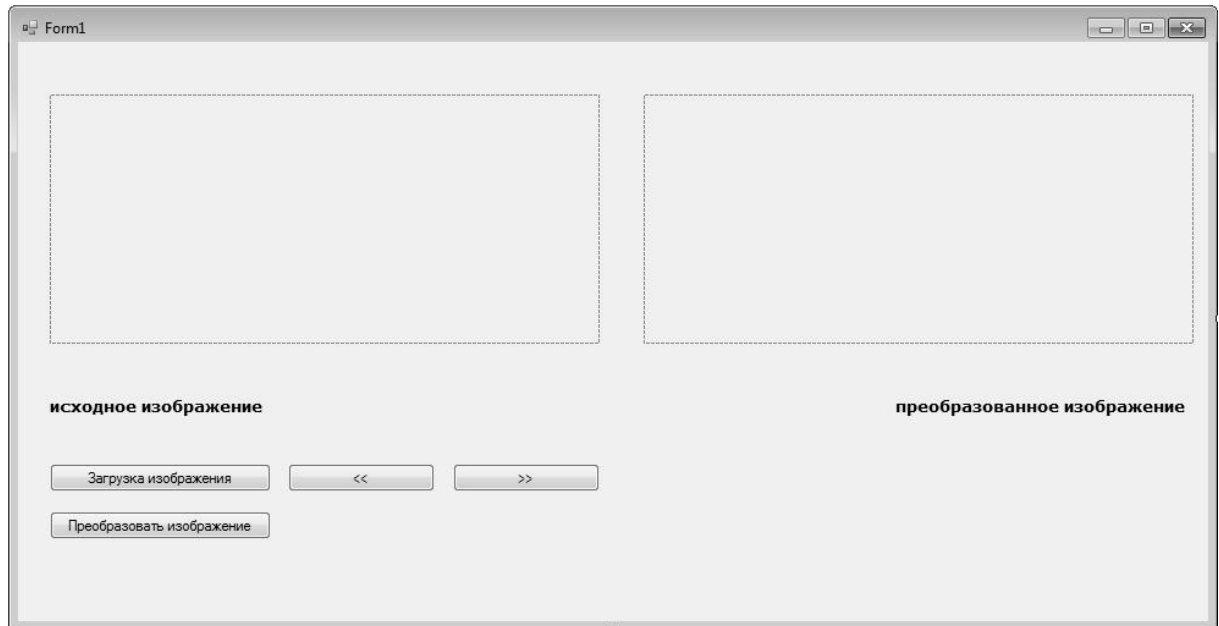 Form1
исходное изображение
преобразованное изображение
Загрузка изображения
<<
>>
Преобразовать изображение